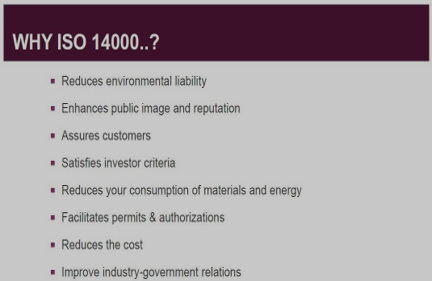 WHY ISO 14000..?
▪ Reduces environmental liability
▪ Enhances public image and reputation
▪ Assures customers
▪ Satisfies investor criteria
▪ Reduces your consumption of materials and energy
▪ Facilitates permits & authorizations
▪ Reduces the cost
▪ Improve industry-government relations